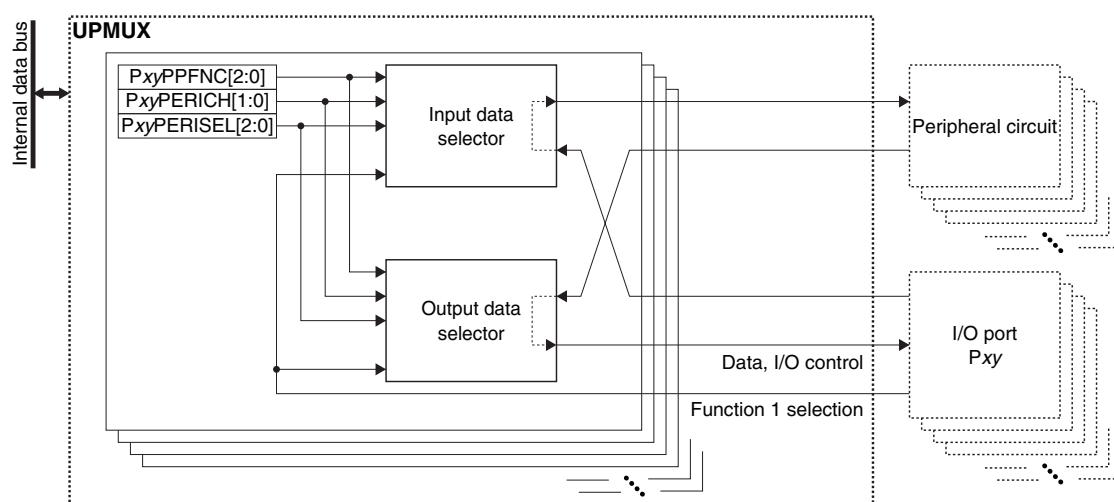 UPMUX
Internal data bus
PxyPPFNC[2:0]
PxyPERICH[1:0]
PxyPERISEL[2:0]
Input data
selector
Peripheral circuit
Output data
selector
I/O port
Pxy
Data, I/O control
Function 1 selection